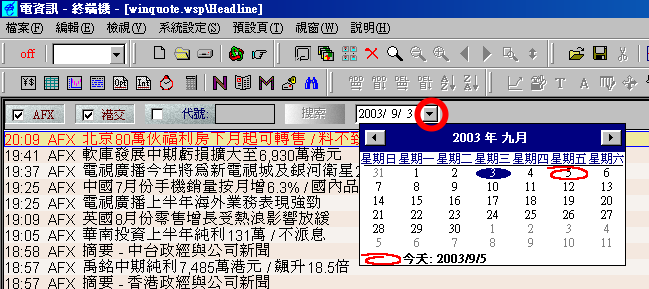 電資訊 - 終端機 - [winquote.wsp\Headline]
檔案(F) 編輯(E) 檢視(V) 系統設定(S) 預設頁(T) 視窗(W) 說明(H)
off
AFX 港交 代號: 搜索 2003/ 9/ 3
20:09 AFX 北京80萬伙福利房下月起可轉售 / 料不致
19:41 AFX 軟庫發展中期虧損擴大至6,930萬港元
19:37 AFX 電視廣播今年將為新電視城及銀河衛星2
19:25 AFX 中國7月份手機銷量按月增6.3% / 國內品
19:25 AFX 電視廣播上半年海外業務表現強勁
19:09 AFX 英國8月份零售增長受熱浪影響放緩
19:05 AFX 華南投資上半年純利131萬 / 不派息
18:58 AFX 摘要 - 中台政經與公司新聞
18:57 AFX 禹銘中期純利7,485萬港元 / 飆升18.5倍
18:57 AFX 摘要 - 香港政經與公司新聞
2003 年 九月
星期日 星期一 星期二 星期三 星期四 星期五 星期六
31 1 2 3 4 5 6
7 8 9 10 11 12 13
14 15 16 17 18 19 20
21 22 23 24 25 26 27
28 29 30 1 2 3 4
5 6 7 8 9 10 11
今天: 2003/9/5